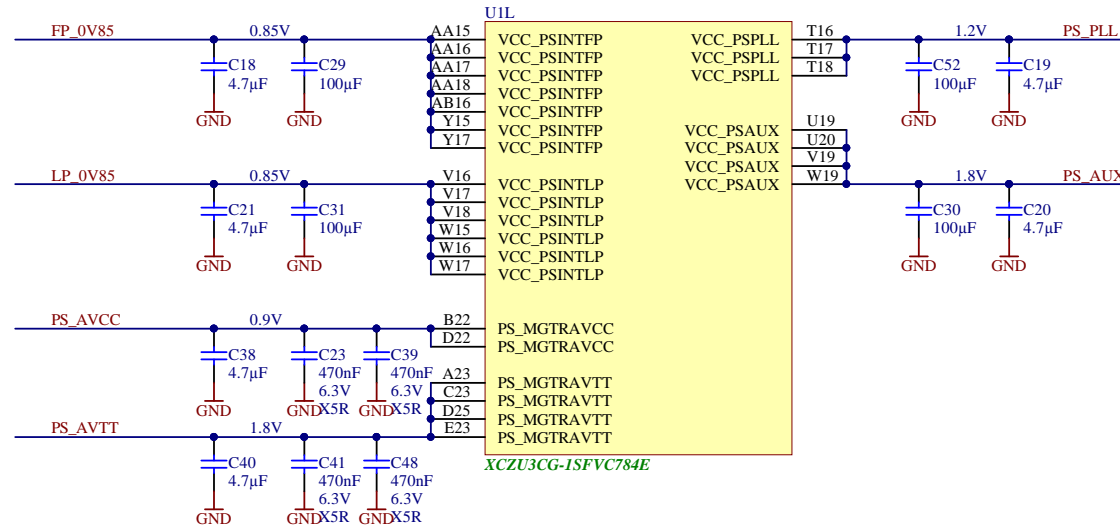 U1L
FP_0V85 0.85V AA15 VCC_PSINTFP VCC_PSPLL T16 1.2V PS_PLL
AA16 VCC_PSINTFP VCC_PSPLL T17
C18 4.7µF GND
C29 100µF GND
AA17 VCC_PSINTFP VCC_PSPLL T18
C52 100µF GND
C19 4.7µF GND
AA18 VCC_PSINTFP
AB16 VCC_PSINTFP
Y15 VCC_PSINTFP VCC_PSAUX U19
Y17 VCC_PSINTFP VCC_PSAUX U20
VCC_PSAUX V19
LP_0V85 0.85V V16 VCC_PSINTLP VCC_PSAUX W19 1.8V PS_AUX
V17 VCC_PSINTLP
C21 4.7µF GND
C31 100µF GND
V18 VCC_PSINTLP
C30 100µF GND
C20 4.7µF GND
W15 VCC_PSINTLP
W16 VCC_PSINTLP
W17 VCC_PSINTLP
PS_AVCC 0.9V B22 PS_MGTRAVCC
D22 PS_MGTRAVCC
C38 4.7µF GND
C23 470nF 6.3V X5R GND
C39 470nF 6.3V X5R GND
A23 PS_MGTRAVTT
C23 PS_MGTRAVTT
D25 PS_MGTRAVTT
PS_AVTT 1.8V E23 PS_MGTRAVTT
C40 4.7µF GND
C41 470nF 6.3V X5R GND
C48 470nF 6.3V X5R GND
XCZU3CG-1SFVC784E